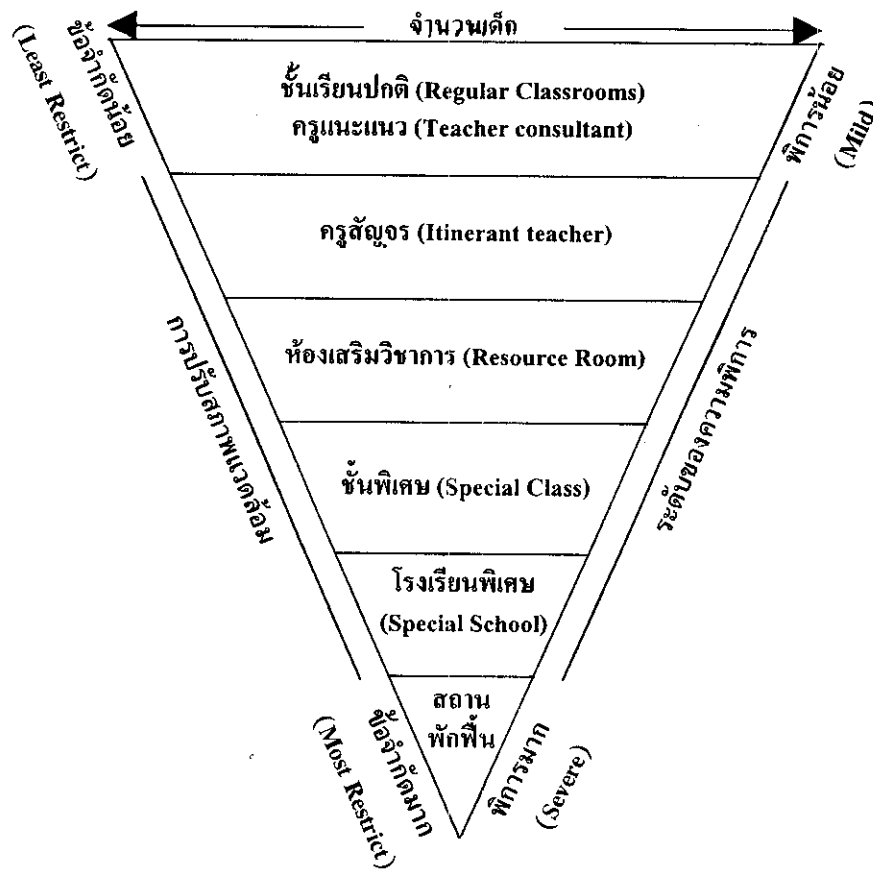 จำนวนเด็ก
ข้อจำกัดน้อย
(Least Restrict)
พิการน้อย
(Mild)
ชั้นเรียนปกติ (Regular Classrooms)
ครูแนะแนว (Teacher consultant)
ครูสัญจร (Itinerant teacher)
ห้องเสริมวิชาการ (Resource Room)
การปรับสภาพแวดล้อม
ระดับของความพิการ
ชั้นพิเศษ (Special Class)
โรงเรียนพิเศษ
(Special School)
สถาน
พักฟื้น
ข้อจำกัดมาก
(Most Restrict)
พิการมาก
(Severe)